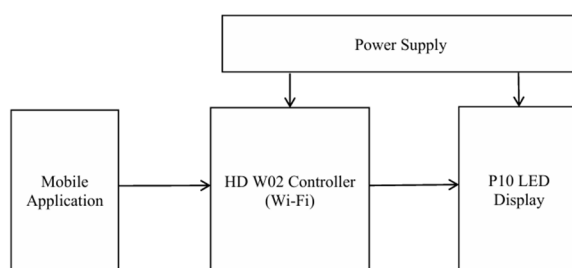 Power Supply
Mobile
Application
HD W02 Controller
(Wi-Fi)
P10 LED
Display